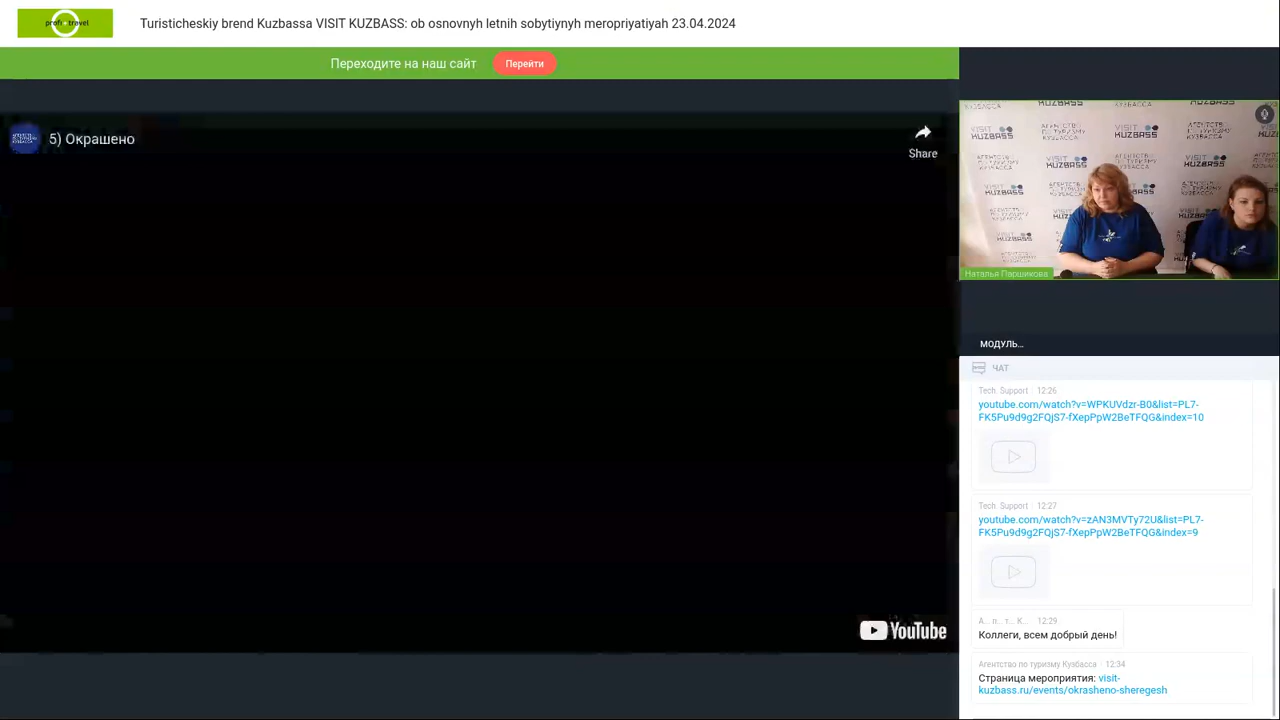 profi travel
Turisticheskiy brend Kuzbassa VISIT KUZBASS: ob osnovnyh letnih sobytiynyh meropriyatiyah 23.04.2024
Переходите на наш сайт
Перейти
5) Окрашено
Share
YouTube
VISIT
KUZBASS
АГЕНТСТВО
ПО ТУРИЗМУ
КУЗБАССА
Наталья Паршикова
МОДУЛЬ...
ЧАТ
Tech Support 12:26
youtube.com/watch?v=WPKUVdzr-B0&list=PL7-
FK5Pu9d9g2FQjS7-fXepPpW2BeTFQG&index=10
Tech Support 12:27
youtube.com/watch?v=zAN3MVTy72U&list=PL7-
FK5Pu9d9g2FQjS7-fXepPpW2BeTFQG&index=9
А... п... т... К... 12:29
Коллеги, всем добрый день!
Агентство по туризму Кузбасса 12:34
Страница мероприятия: visit-
kuzbass.ru/events/okrasheno-sheregesh